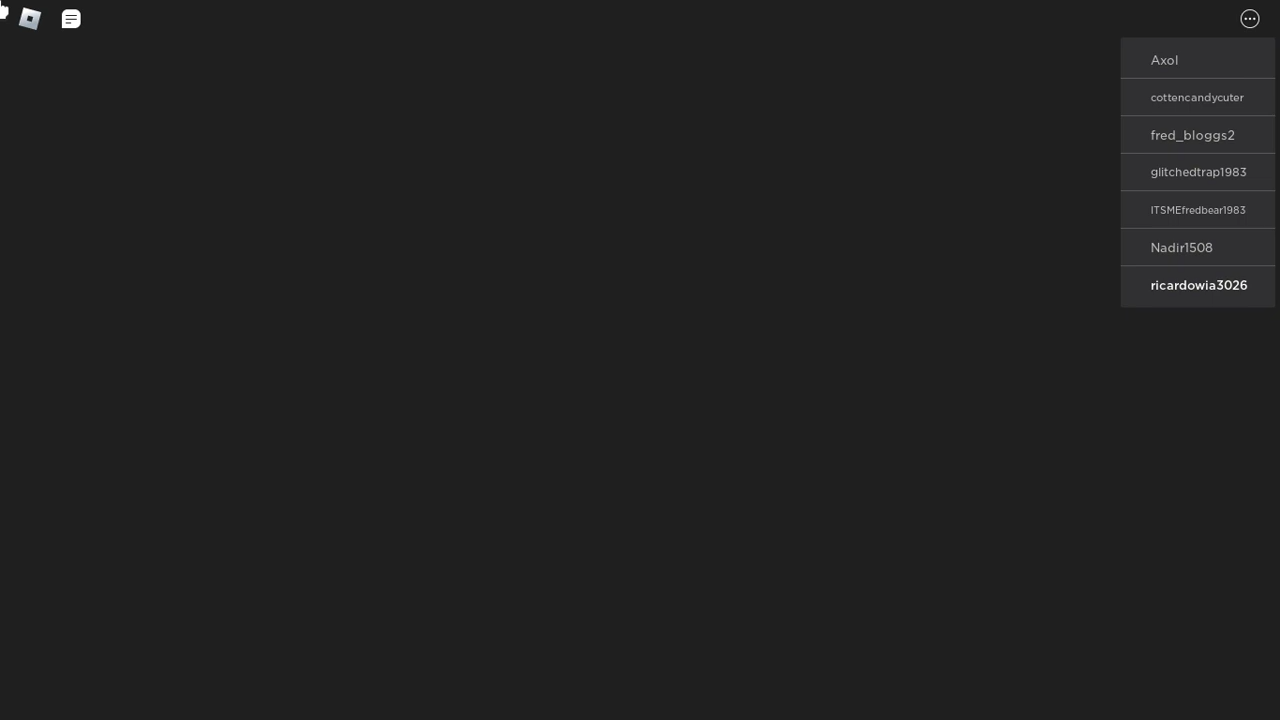 Axol
cottencandycuter
fred_bloggs2
glitchedtrap1983
ITSMEfredbear1983
Nadir1508
ricardowia3026